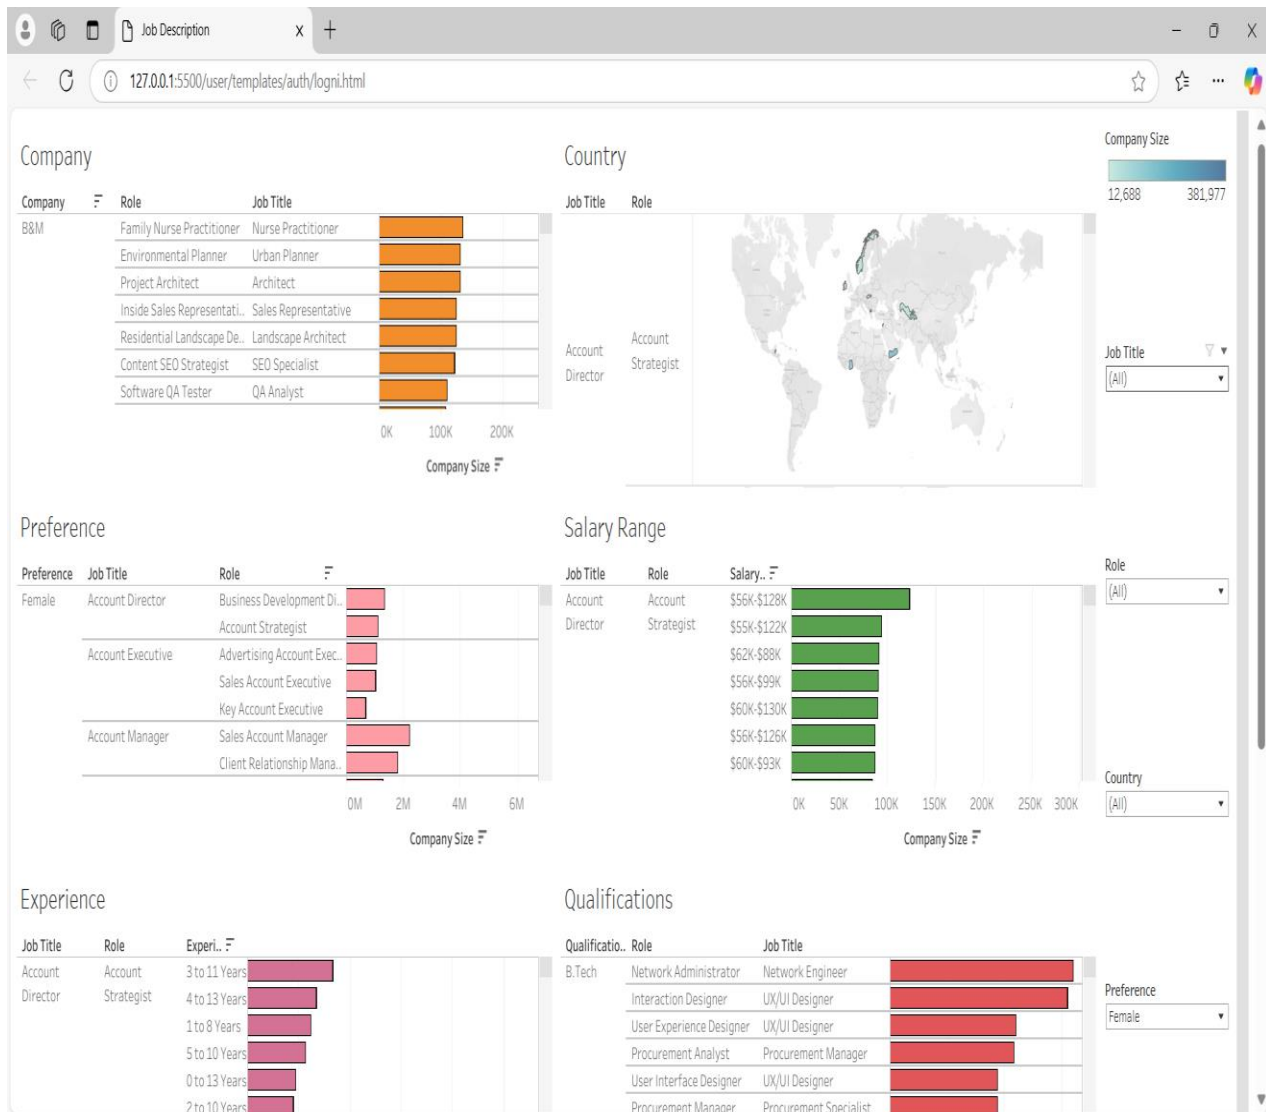 Job Description
127.0.0.1:5500/user/templates/auth/logni.html
Company
Company Role Job Title
B&M Family Nurse Practitioner Nurse Practitioner
Environmental Planner Urban Planner
Project Architect Architect
Inside Sales Representati.. Sales Representative
Residential Landscape De.. Landscape Architect
Content SEO Strategist SEO Specialist
Software QA Tester QA Analyst
0K 100K 200K
Company Size
Country
Job Title Role
Account Director
Account Strategist
Company Size
12,688 381,977
Job Title
(All)
Preference
Preference Job Title Role
Female Account Director Business Development Di..
Account Strategist
Account Executive Advertising Account Exec..
Sales Account Executive
Key Account Executive
Account Manager Sales Account Manager
Client Relationship Mana..
0M 2M 4M 6M
Company Size
Salary Range
Job Title Role Salary..
Account Account $56K-$128K
Director Strategist $55K-$122K
$62K-$88K
$56K-$99K
$60K-$130K
$56K-$126K
$60K-$93K
0K 50K 100K 150K 200K 250K 300K
Company Size
Role
(All)
Country
(All)
Experience
Job Title Role Experi..
Account Account 3 to 11 Years
Director Strategist 4 to 13 Years
1 to 8 Years
5 to 10 Years
0 to 13 Years
2 to 10 Years
Qualifications
Qualificatio.. Role Job Title
B.Tech Network Administrator Network Engineer
Interaction Designer UX/UI Designer
User Experience Designer UX/UI Designer
Procurement Analyst Procurement Manager
User Interface Designer UX/UI Designer
Procurement Manager Procurement Specialist
Preference
Female